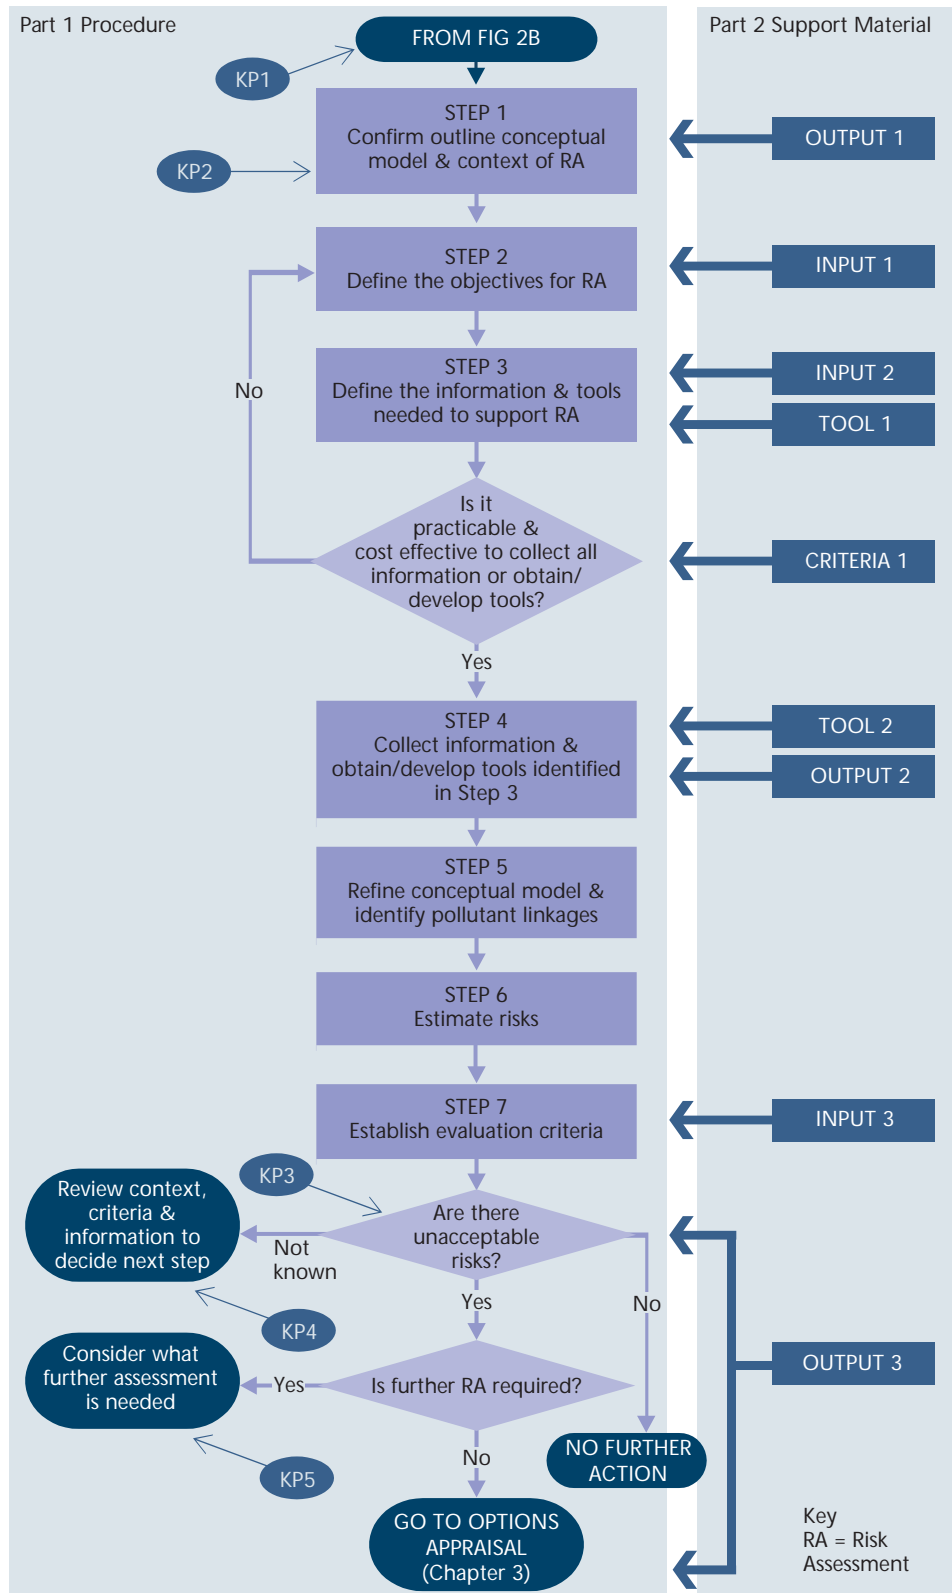 Part 1 Procedure
Part 2 Support Material
FROM FIG 2B
KP1
STEP 1
Confirm outline conceptual
model & context of RA
OUTPUT 1
KP2
STEP 2
Define the objectives for RA
INPUT 1
STEP 3
Define the information & tools
needed to support RA
INPUT 2
TOOL 1
No
Is it
practicable &
cost effective to collect all
information or obtain/
develop tools?
CRITERIA 1
Yes
STEP 4
Collect information &
obtain/develop tools identified
in Step 3
TOOL 2
OUTPUT 2
STEP 5
Refine conceptual model &
identify pollutant linkages
STEP 6
Estimate risks
STEP 7
Establish evaluation criteria
INPUT 3
KP3
Are there
unacceptable
risks?
Review context,
criteria &
information to
decide next step
Not
known
Yes
No
KP4
Consider what
further assessment
is needed
Yes
Is further RA required?
OUTPUT 3
KP5
No
NO FURTHER
ACTION
GO TO OPTIONS
APPRAISAL
(Chapter 3)
Key
RA = Risk
Assessment